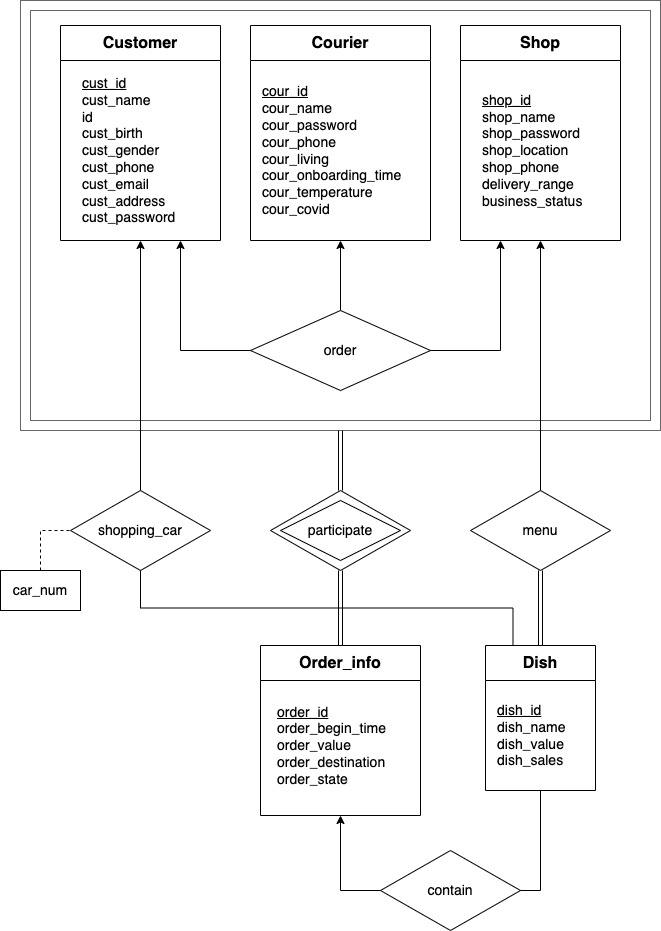 Customer
cust_id
cust_name
id
cust_birth
cust_gender
cust_phone
cust_email
cust_address
cust_password
Courier
cour_id
cour_name
cour_password
cour_phone
cour_living
cour_onboarding_time
cour_temperature
cour_covid
Shop
shop_id
shop_name
shop_password
shop_location
shop_phone
delivery_range
business_status
order
shopping_car
participate
menu
car_num
Order_info
order_id
order_begin_time
order_value
order_destination
order_state
Dish
dish_id
dish_name
dish_value
dish_sales
contain